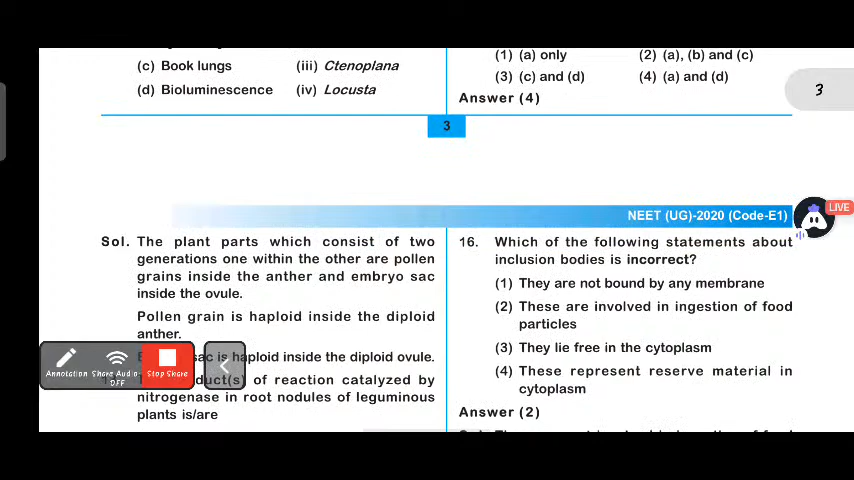 (c) Book lungs (iii) Ctenoplana
(d) Bioluminescence (iv) Locusta
(1) (a) only (2) (a), (b) and (c)
(3) (c) and (d) (4) (a) and (d)
Answer (4)
3
3
NEET (UG)-2020 (Code-E1)
LIVE
Sol. The plant parts which consist of two
generations one within the other are pollen
grains inside the anther and embryo sac
inside the ovule.
Pollen grain is haploid inside the diploid
anther.
sac is haploid inside the diploid ovule.
of reaction catalyzed by
nitrogenase in root nodules of leguminous
plants is/are
Annotation
Share Audio-
OFF
Stop Share
16. Which of the following statements about
inclusion bodies is incorrect?
(1) They are not bound by any membrane
(2) These are involved in ingestion of food
particles
(3) They lie free in the cytoplasm
(4) These represent reserve material in
cytoplasm
Answer (2)